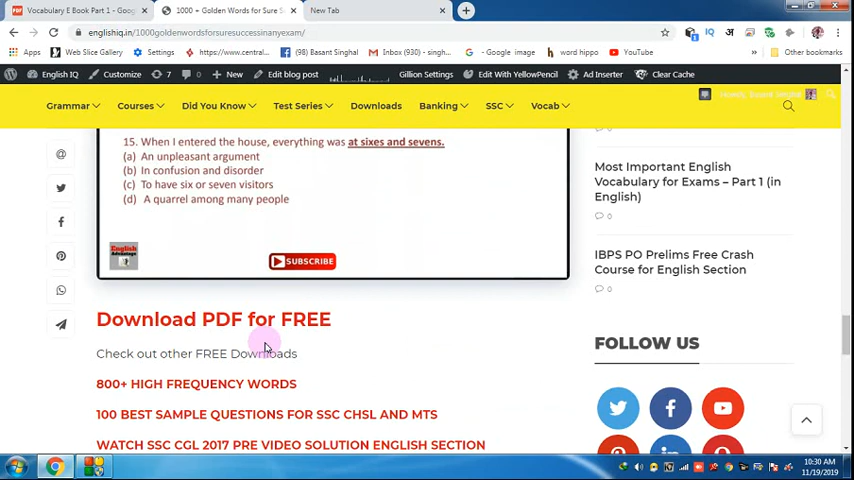 Vocabulary E Book Part 1 - Goog
1000 + Golden Words for Sure S
New Tab
englishiq.in/1000goldenwordsforsuresuccessinanyexam/
Apps
Web Slice Gallery
Settings
https://www.central...
(98) Basant Singhal
Inbox (930) - singh...
Google image
word hippo
YouTube
Other bookmarks
English IQ
Customize
7
New
Edit blog post
Gillion Settings
Edit With YellowPencil
Ad Inserter
Clear Cache
Grammar
Courses
Did You Know
Test Series
Downloads
Banking
SSC
Vocab
15. When I entered the house, everything was at sixes and sevens.
(a) An unpleasant argument
(b) In confusion and disorder
(c) To have six or seven visitors
(d) A quarrel among many people
English
Advantage
SUBSCRIBE
0
Most Important English
Vocabulary for Exams – Part 1 (in
English)
0
IBPS PO Prelims Free Crash
Course for English Section
0
Download PDF for FREE
Check out other FREE Downloads
800+ HIGH FREQUENCY WORDS
100 BEST SAMPLE QUESTIONS FOR SSC CHSL AND MTS
WATCH SSC CGL 2017 PRE VIDEO SOLUTION ENGLISH SECTION
FOLLOW US
10:30 AM
11/19/2019